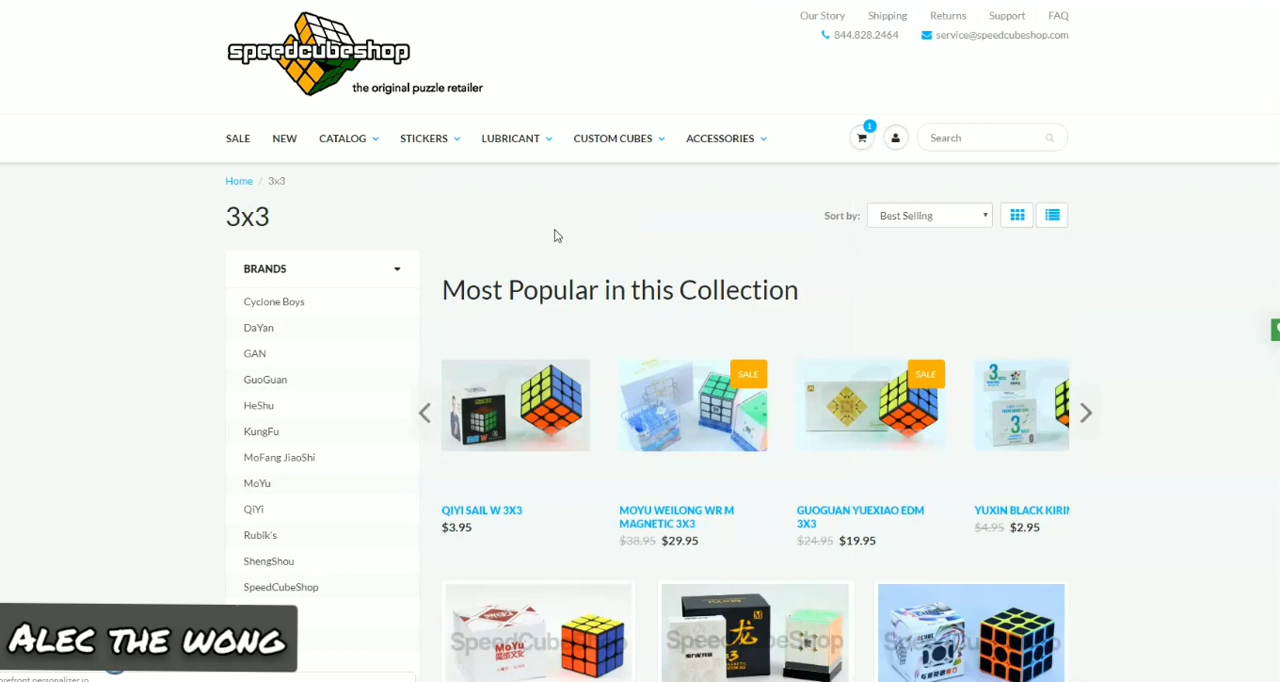 Our Story Shipping Returns Support FAQ
speedcubeshop
844.828.2464 service@speedcubeshop.com
the original puzzle retailer
SALE NEW CATALOG STICKERS LUBRICANT CUSTOM CUBES ACCESSORIES 1 Search
Home / 3x3
3x3
Sort by: Best Selling
BRANDS
Cyclone Boys
DaYan
GAN
GuoGuan
HeShu
KungFu
MoFang JiaoShi
MoYu
QiYi
Rubik's
ShengShou
SpeedCubeShop
Most Popular in this Collection
SALE
SALE
QIYI SAIL W 3X3
$3.95
MOYU WEILONG WR M
MAGNETIC 3X3
$38.95 $29.95
GUOGUAN YUEXIAO EDM
3X3
$24.95 $19.95
YUXIN BLACK KIRIN
$4.95 $2.95
MoYu
SpeedCubeShop
SpeedCubeShop
ALEC THE WONG